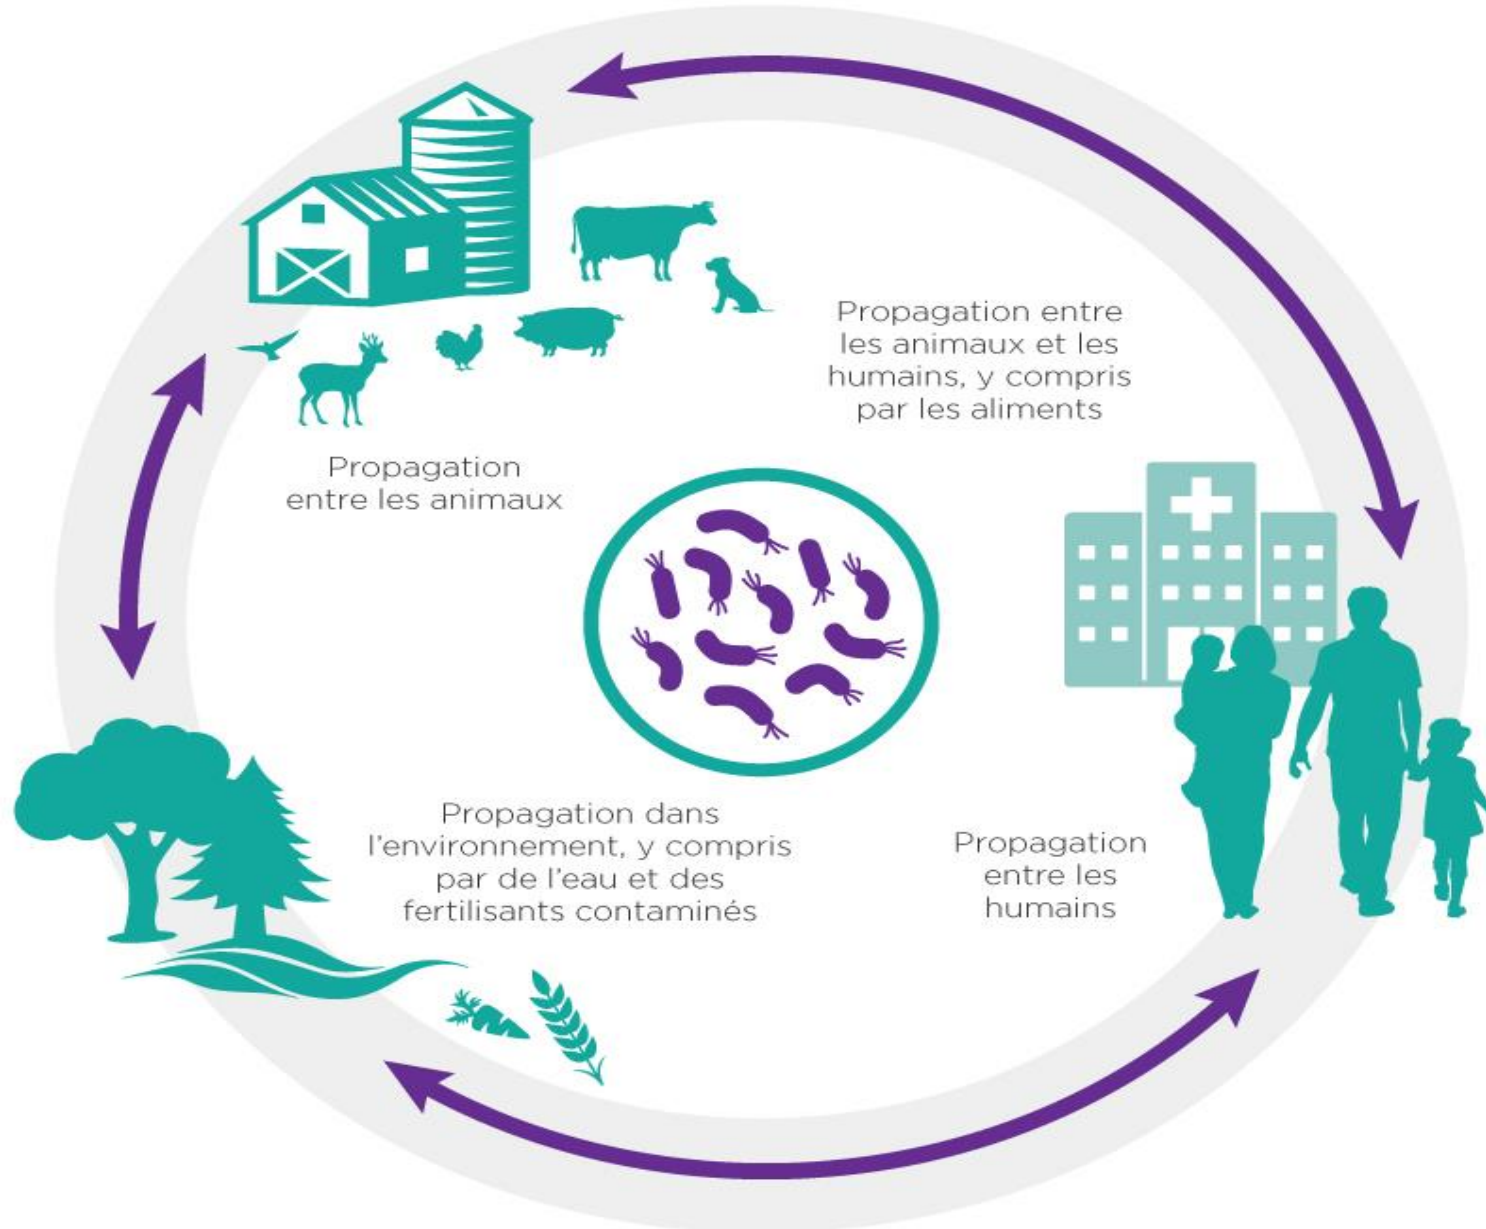 Propagation entre
les animaux et les
humains, y compris
par les aliments
Propagation
entre les animaux
Propagation dans
l'environnement, y compris
par de l'eau et des
fertilisants contaminés
Propagation
entre les
humains